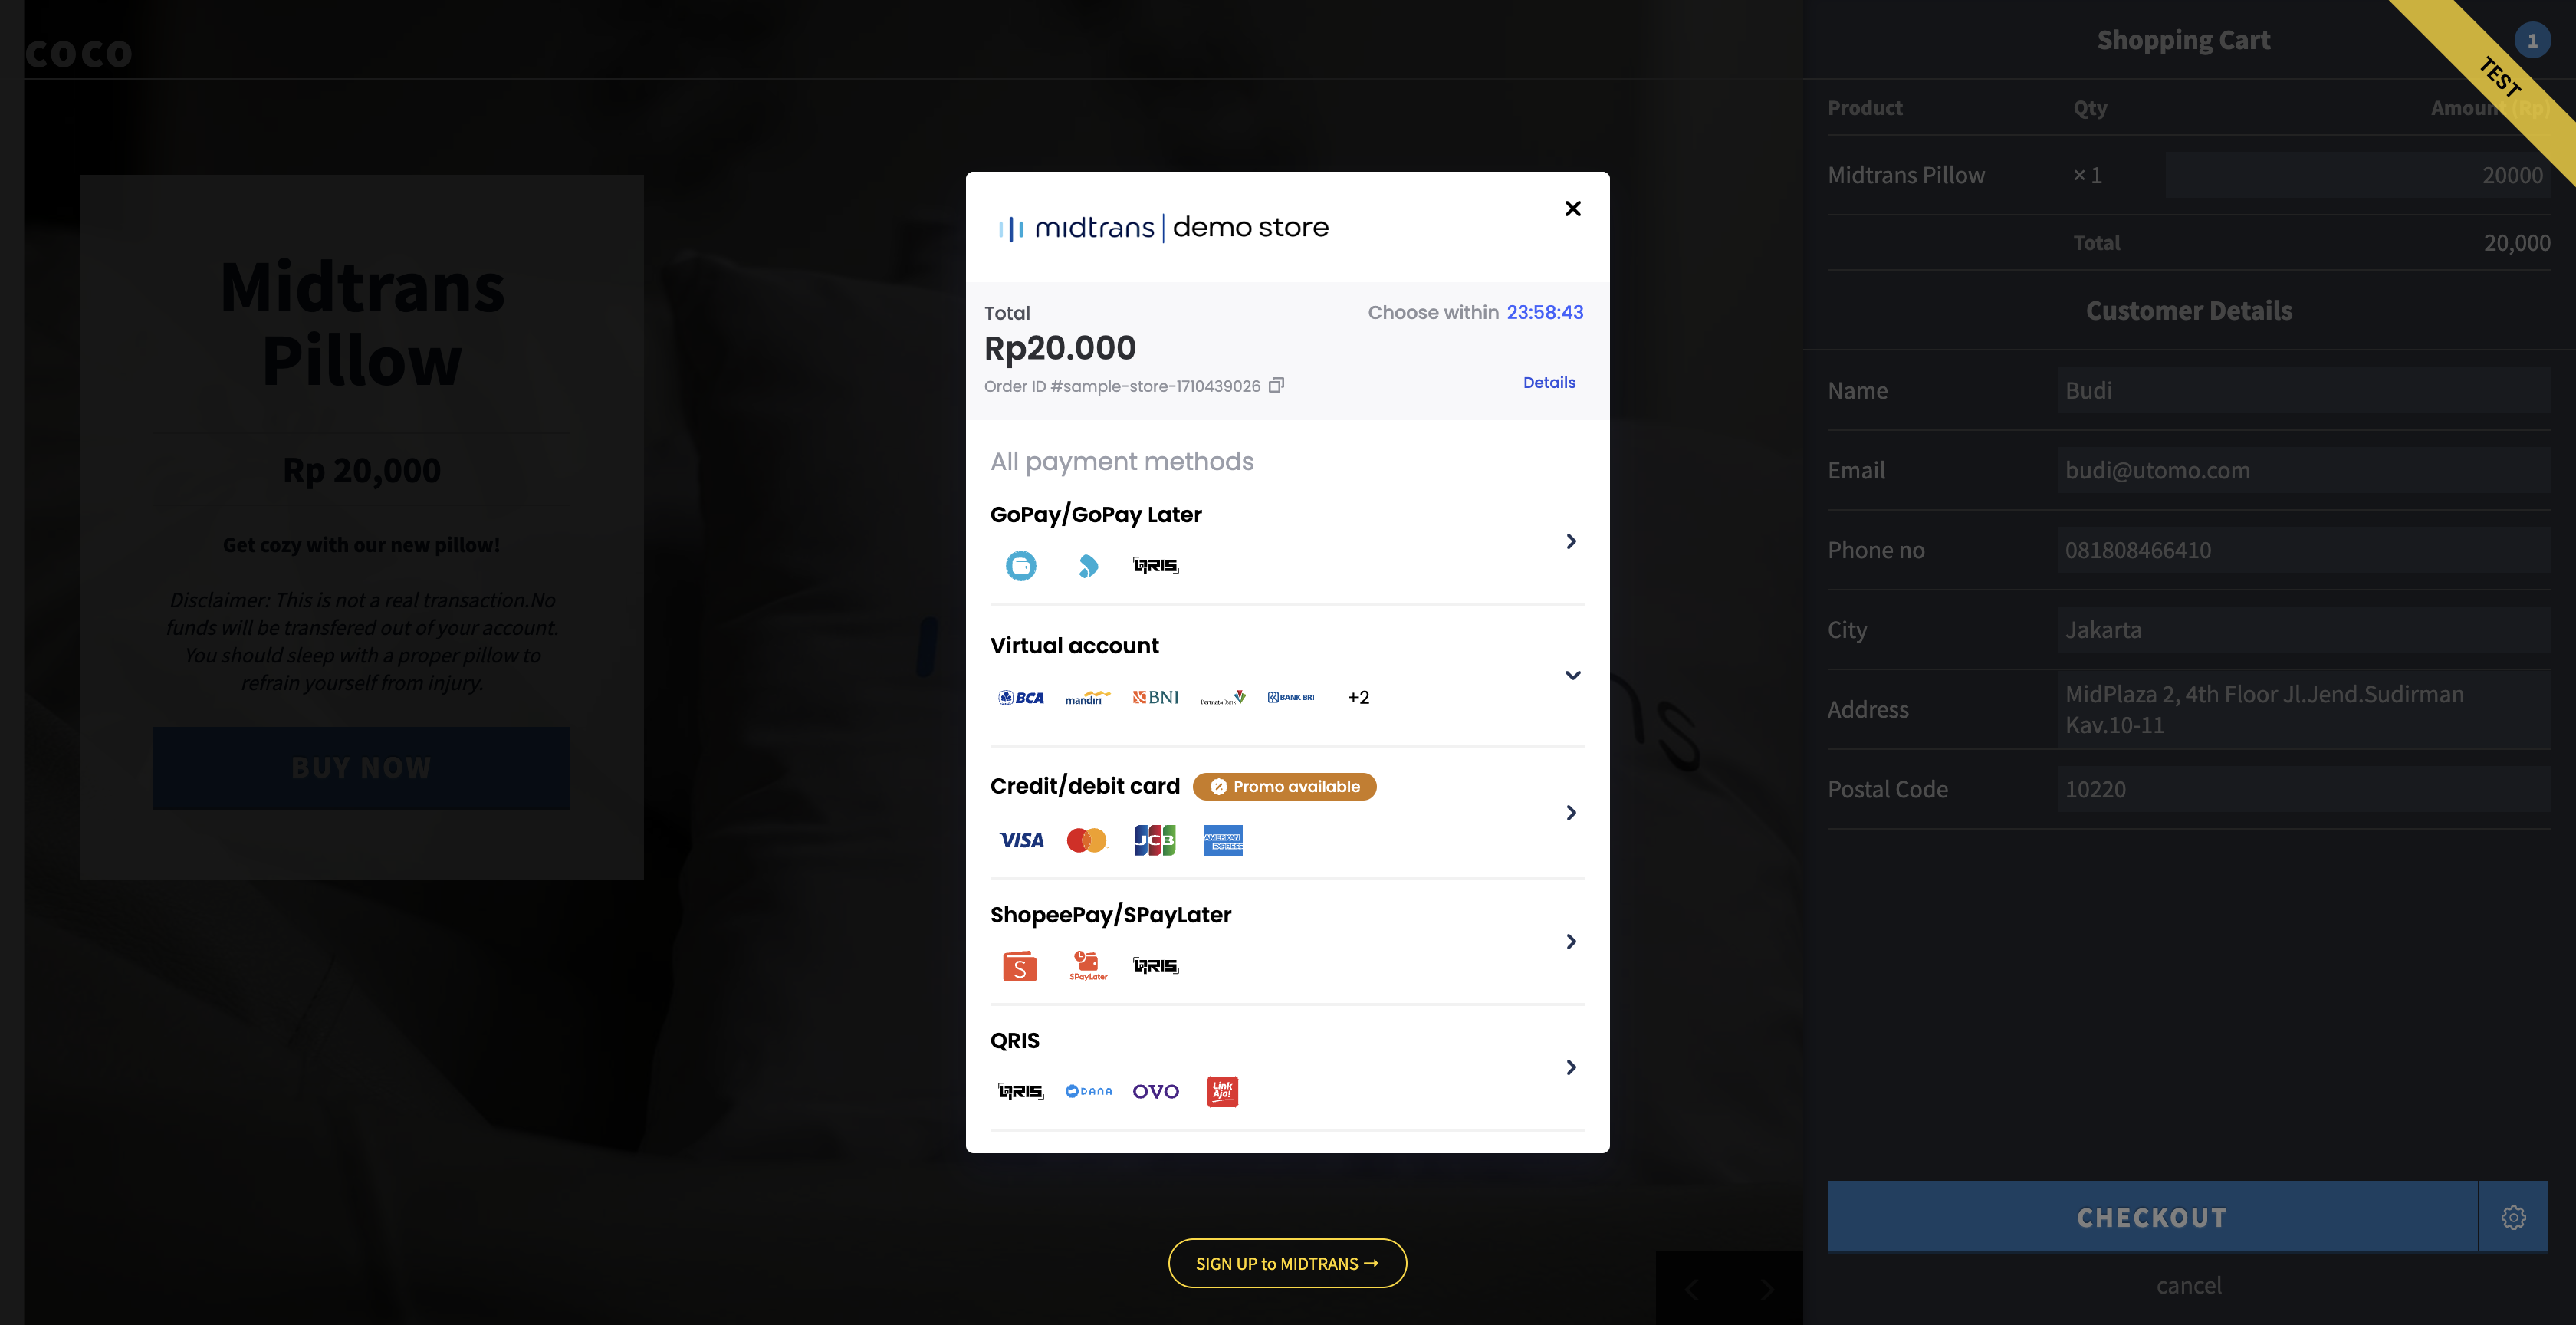 coco
Midtrans
Pillow
Rp 20,000
Get cozy with our new pillow!
Disclaimer: This is not a real transaction.No
funds will be transfered out of your account.
You should sleep with a proper pillow to
refrain yourself from injury.
BUY NOW
midtrans | demo store
Total
Choose within 23:58:43
Rp20.000
Order ID #sample-store-1710439026
Details
All payment methods
GoPay/GoPay Later
QRIS
Virtual account
BCA mandiri BNI PermataBank BANK BRI +2
Credit/debit card Promo available
VISA JCB AMERICAN EXPRESS
ShopeePay/SPayLater
S SPayLater QRIS
QRIS
QRIS DANA OVO Link Aja!
SIGN UP to MIDTRANS →
Shopping Cart 1
TEST
Product Qty Amount (Rp)
Midtrans Pillow × 1 20000
Total 20,000
Customer Details
Name Budi
Email budi@utomo.com
Phone no 081808466410
City Jakarta
Address MidPlaza 2, 4th Floor Jl.Jend.Sudirman
Kav.10-11
Postal Code 10220
CHECKOUT
cancel